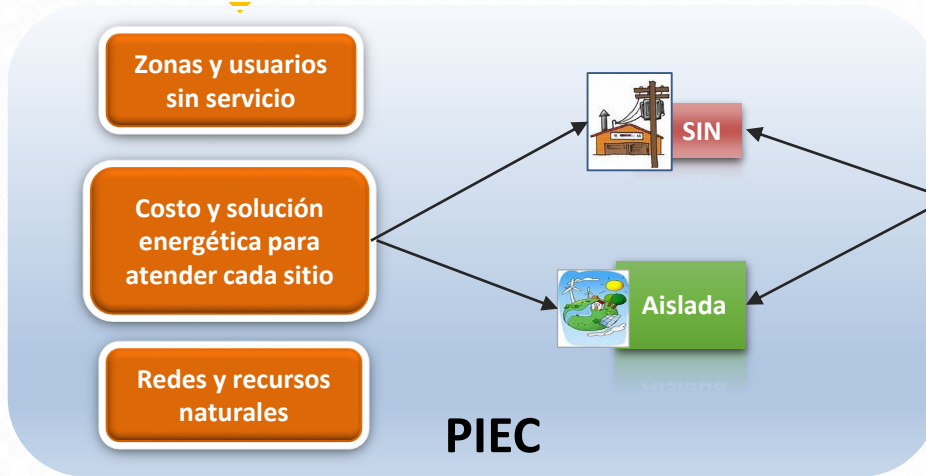 Zonas y usuarios
sin servicio
Costo y solución
energética para
atender cada sitio
Redes y recursos
naturales
SIN
Aislada
PIEC